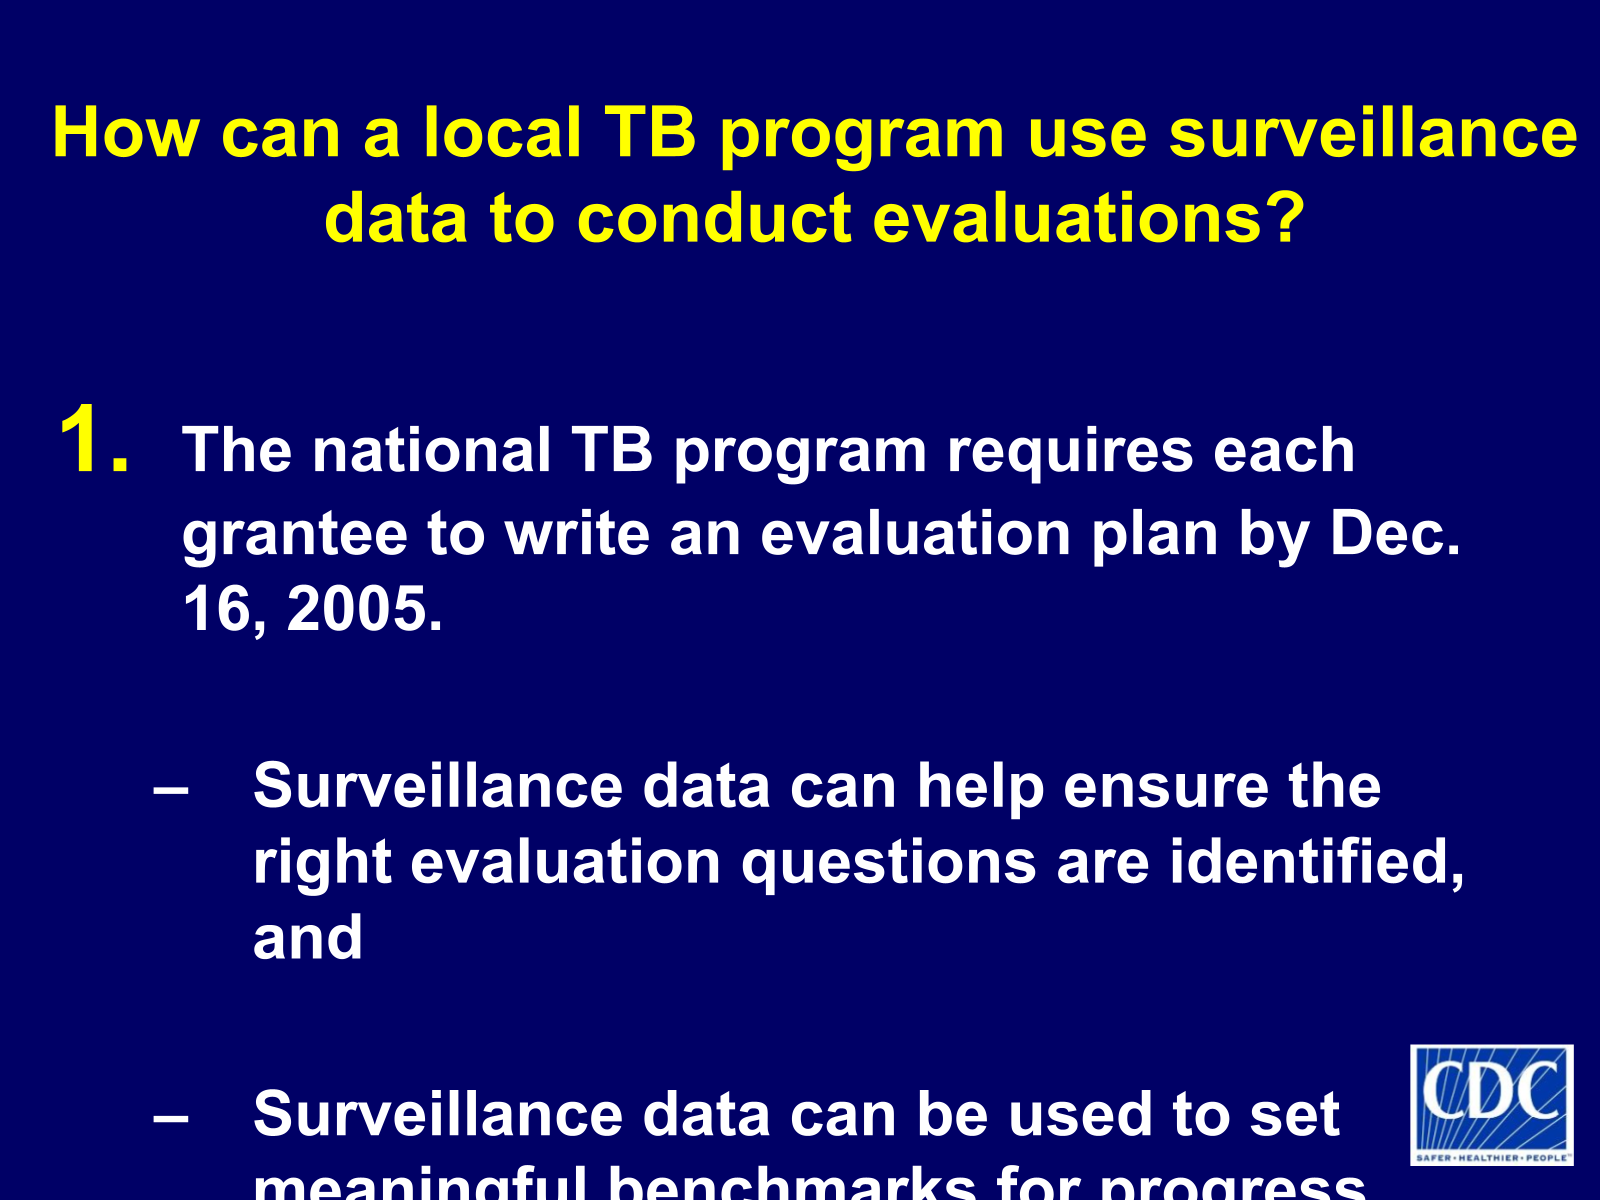 How can a local TB program use surveillance
data to conduct evaluations?
1. The national TB program requires each
grantee to write an evaluation plan by Dec.
16, 2005.
– Surveillance data can help ensure the
right evaluation questions are identified,
and
– Surveillance data can be used to set
meaningful benchmarks for progress
CDC
SAFER • HEALTHIER • PEOPLE™